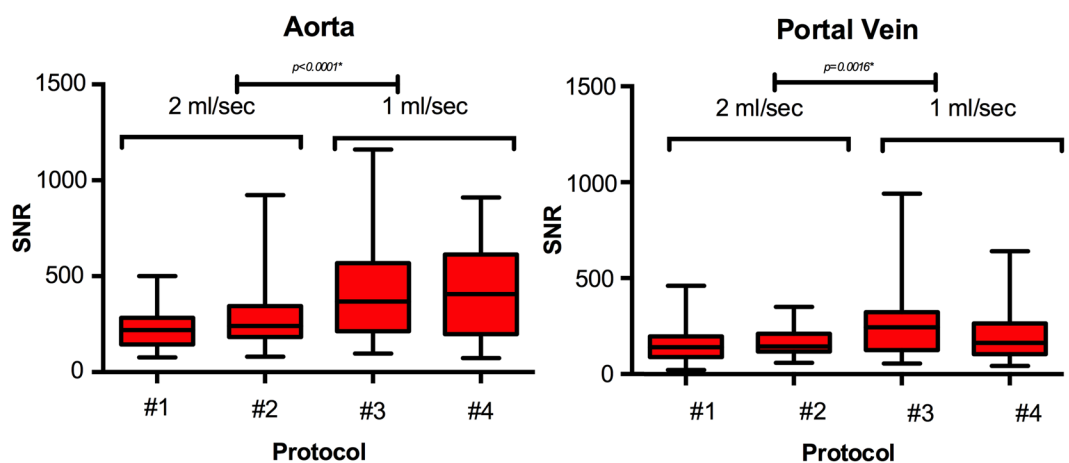 Aorta
p<0.0001*
2 ml/sec
1 ml/sec
1500
1000
500
0
SNR
#1
#2
#3
#4
Protocol
Portal Vein
p=0.0016*
2 ml/sec
1 ml/sec
1500
1000
500
0
SNR
#1
#2
#3
#4
Protocol